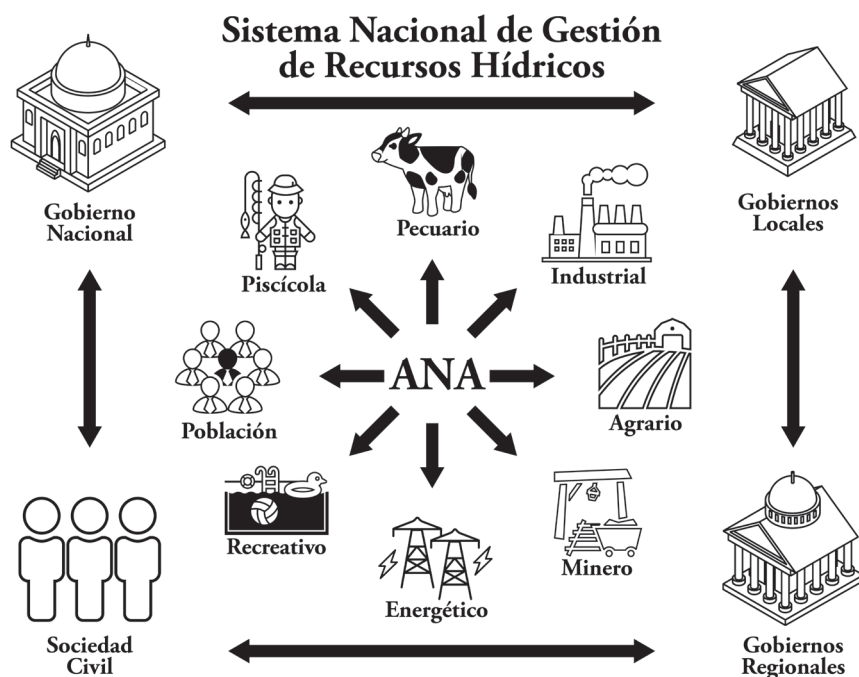 Sistema Nacional de Gestión
de Recursos Hídricos
Gobierno
Nacional
Gobiernos
Locales
Pecuario
Piscícola
Industrial
ANA
Población
Agrario
Recreativo
Energético
Minero
Sociedad
Civil
Gobiernos
Regionales